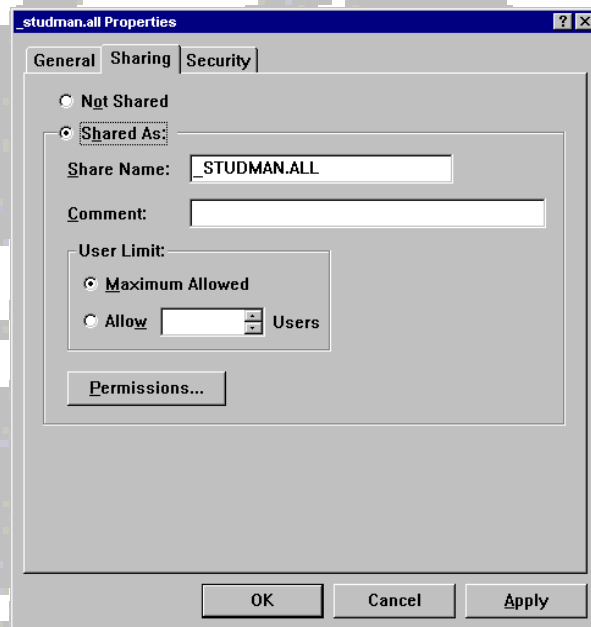 _studman.all Properties
General Sharing Security
Not Shared
Shared As:
Share Name: _STUDMAN.ALL
Comment:
User Limit:
Maximum Allowed
Allow Users
Permissions...
OK Cancel Apply